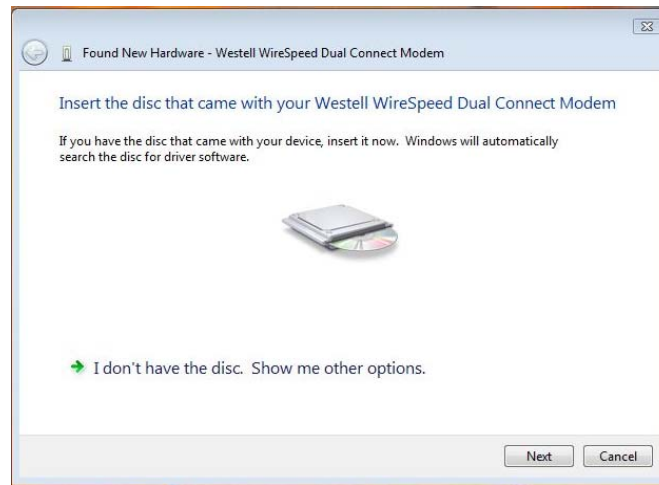 Found New Hardware - Westell WireSpeed Dual Connect Modem
Insert the disc that came with your Westell WireSpeed Dual Connect Modem
If you have the disc that came with your device, insert it now.  Windows will automatically
search the disc for driver software.
I don't have the disc.  Show me other options.
Next Cancel